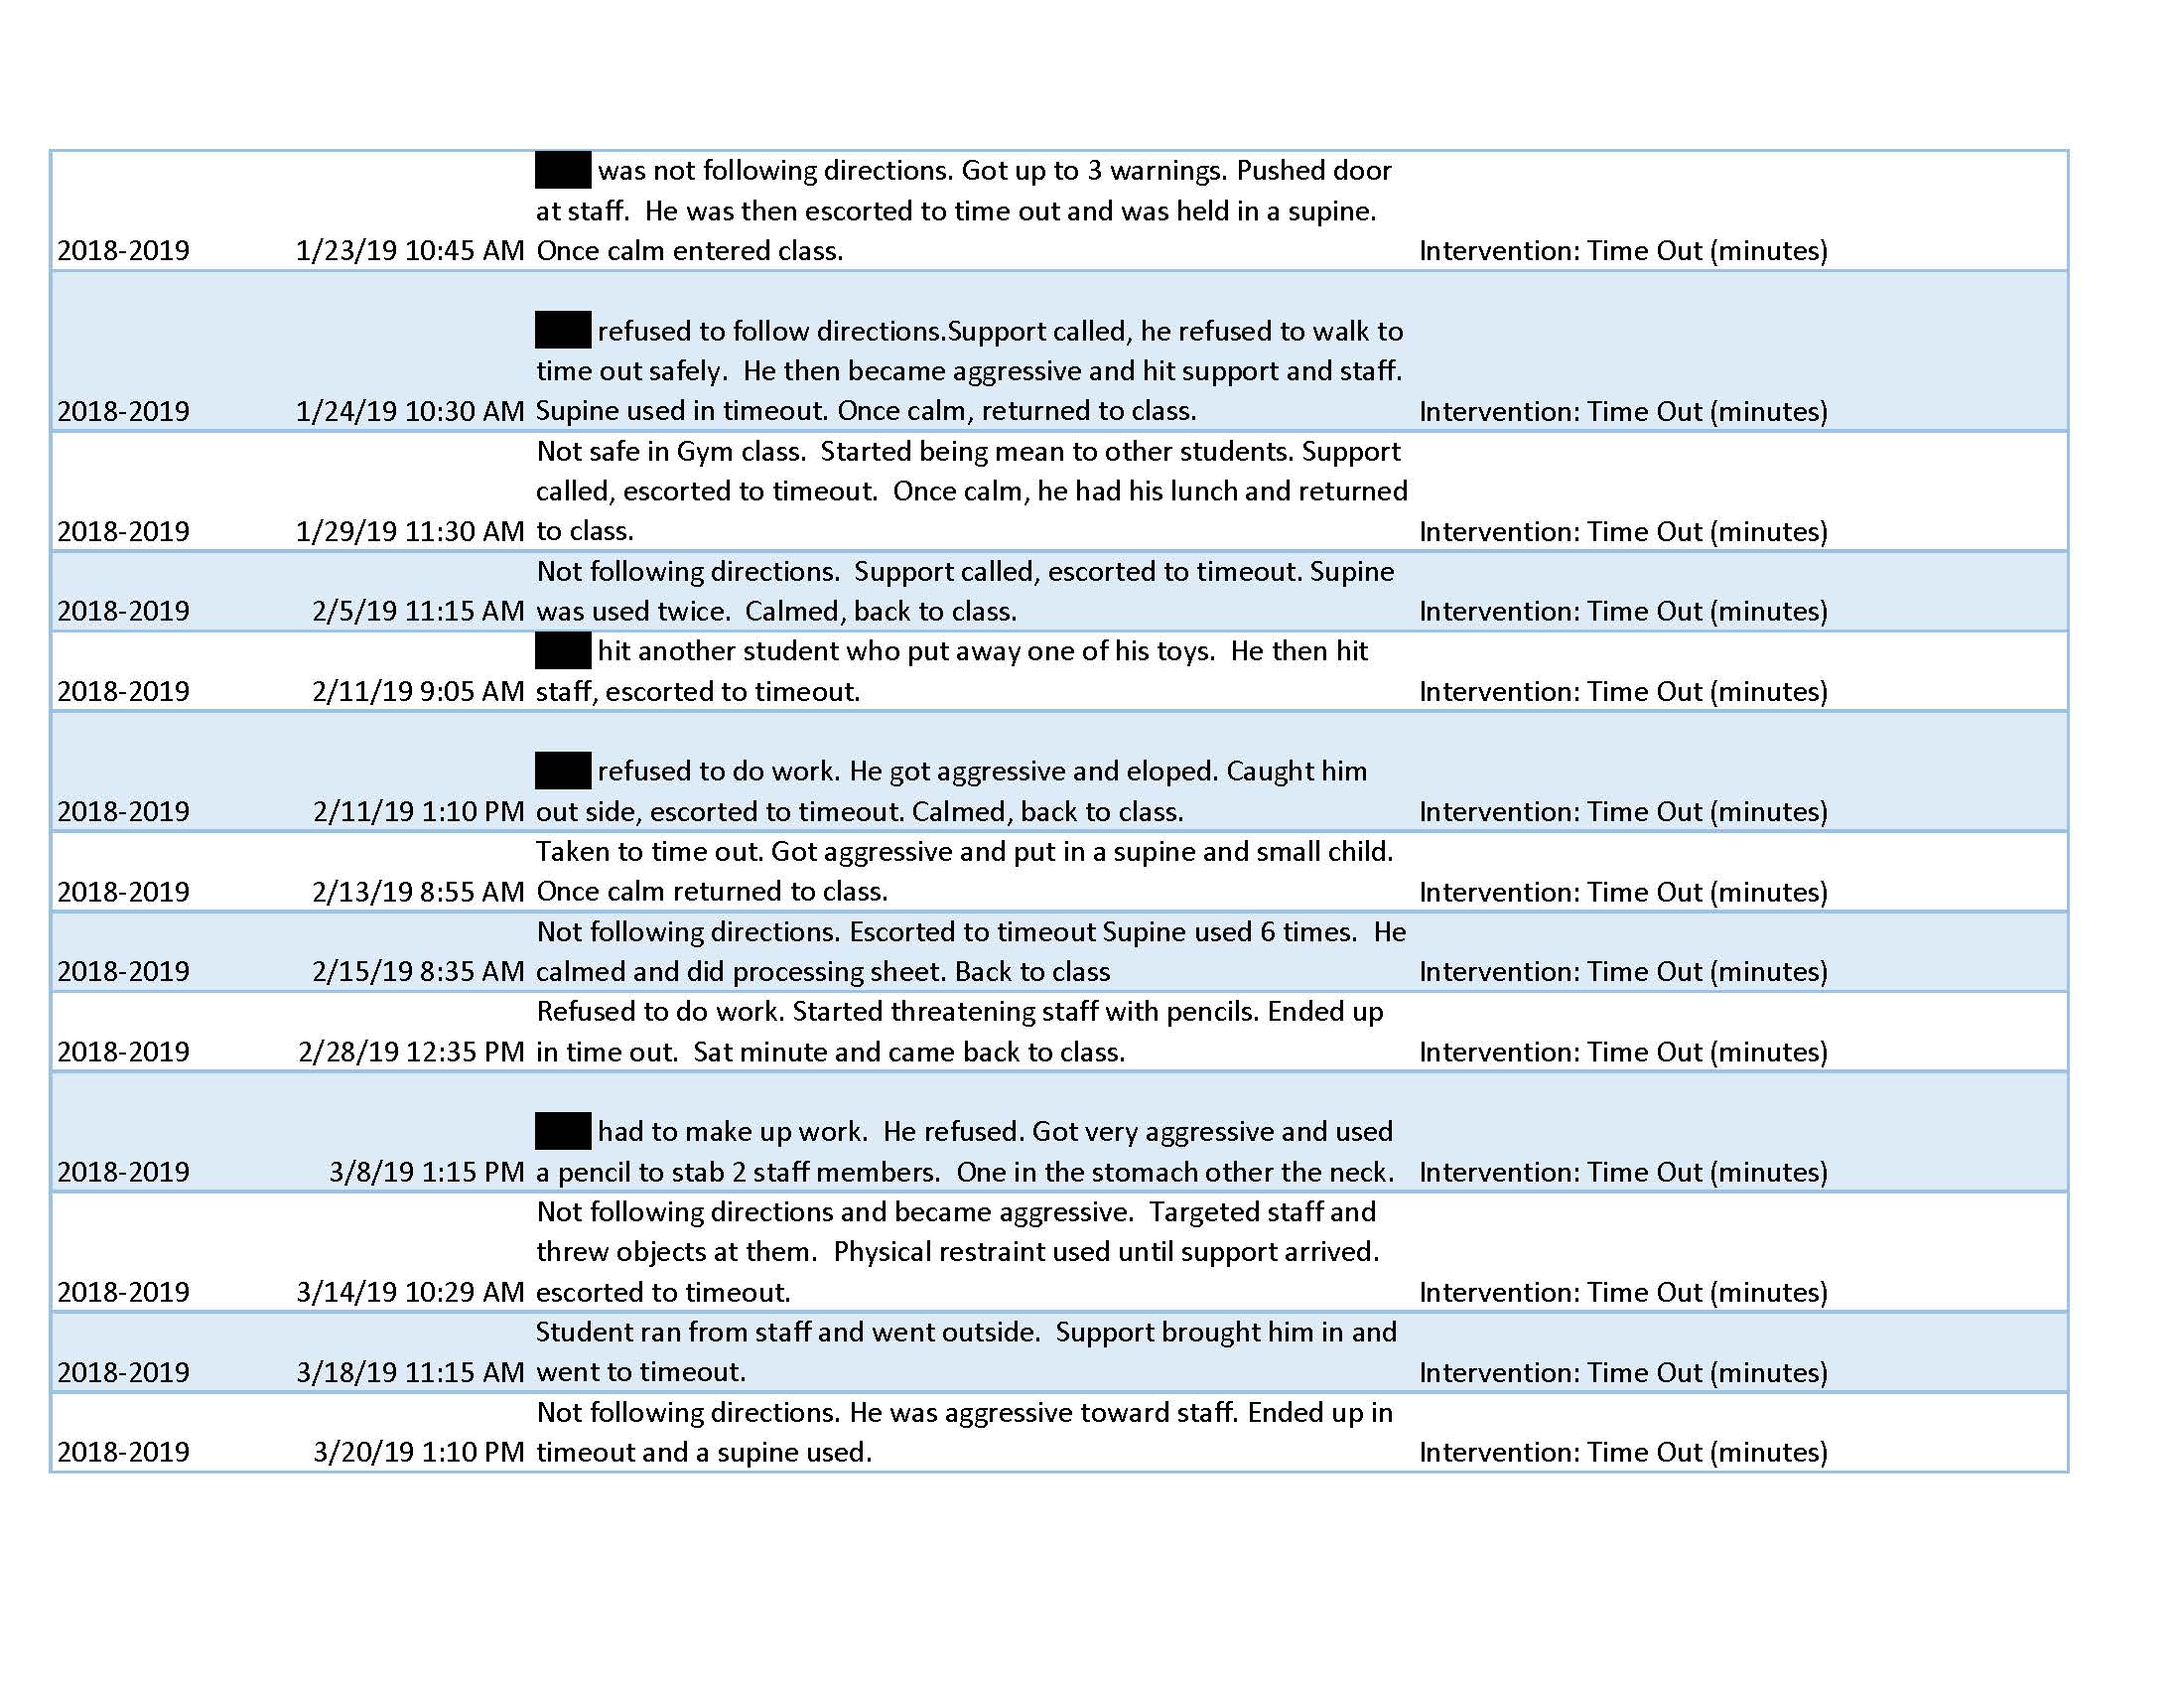 was not following directions. Got up to 3 warnings. Pushed door
at staff.  He was then escorted to time out and was held in a supine.
2018-2019 1/23/19 10:45 AM Once calm entered class. Intervention: Time Out (minutes)
refused to follow directions.Support called, he refused to walk to
time out safely.  He then became aggressive and hit support and staff.
2018-2019 1/24/19 10:30 AM Supine used in timeout. Once calm, returned to class. Intervention: Time Out (minutes)
Not safe in Gym class.  Started being mean to other students. Support
called, escorted to timeout.  Once calm, he had his lunch and returned
2018-2019 1/29/19 11:30 AM to class. Intervention: Time Out (minutes)
Not following directions.  Support called, escorted to timeout. Supine
2018-2019 2/5/19 11:15 AM was used twice.  Calmed, back to class. Intervention: Time Out (minutes)
hit another student who put away one of his toys.  He then hit
2018-2019 2/11/19 9:05 AM staff, escorted to timeout. Intervention: Time Out (minutes)
refused to do work. He got aggressive and eloped. Caught him
2018-2019 2/11/19 1:10 PM out side, escorted to timeout. Calmed, back to class. Intervention: Time Out (minutes)
Taken to time out. Got aggressive and put in a supine and small child.
2018-2019 2/13/19 8:55 AM Once calm returned to class. Intervention: Time Out (minutes)
Not following directions. Escorted to timeout Supine used 6 times.  He
2018-2019 2/15/19 8:35 AM calmed and did processing sheet. Back to class Intervention: Time Out (minutes)
Refused to do work. Started threatening staff with pencils. Ended up
2018-2019 2/28/19 12:35 PM in time out.  Sat minute and came back to class. Intervention: Time Out (minutes)
had to make up work.  He refused. Got very aggressive and used
2018-2019 3/8/19 1:15 PM a pencil to stab 2 staff members.  One in the stomach other the neck. Intervention: Time Out (minutes)
Not following directions and became aggressive.  Targeted staff and
threw objects at them.  Physical restraint used until support arrived.
2018-2019 3/14/19 10:29 AM escorted to timeout. Intervention: Time Out (minutes)
Student ran from staff and went outside.  Support brought him in and
2018-2019 3/18/19 11:15 AM went to timeout. Intervention: Time Out (minutes)
Not following directions. He was aggressive toward staff. Ended up in
2018-2019 3/20/19 1:10 PM timeout and a supine used. Intervention: Time Out (minutes)